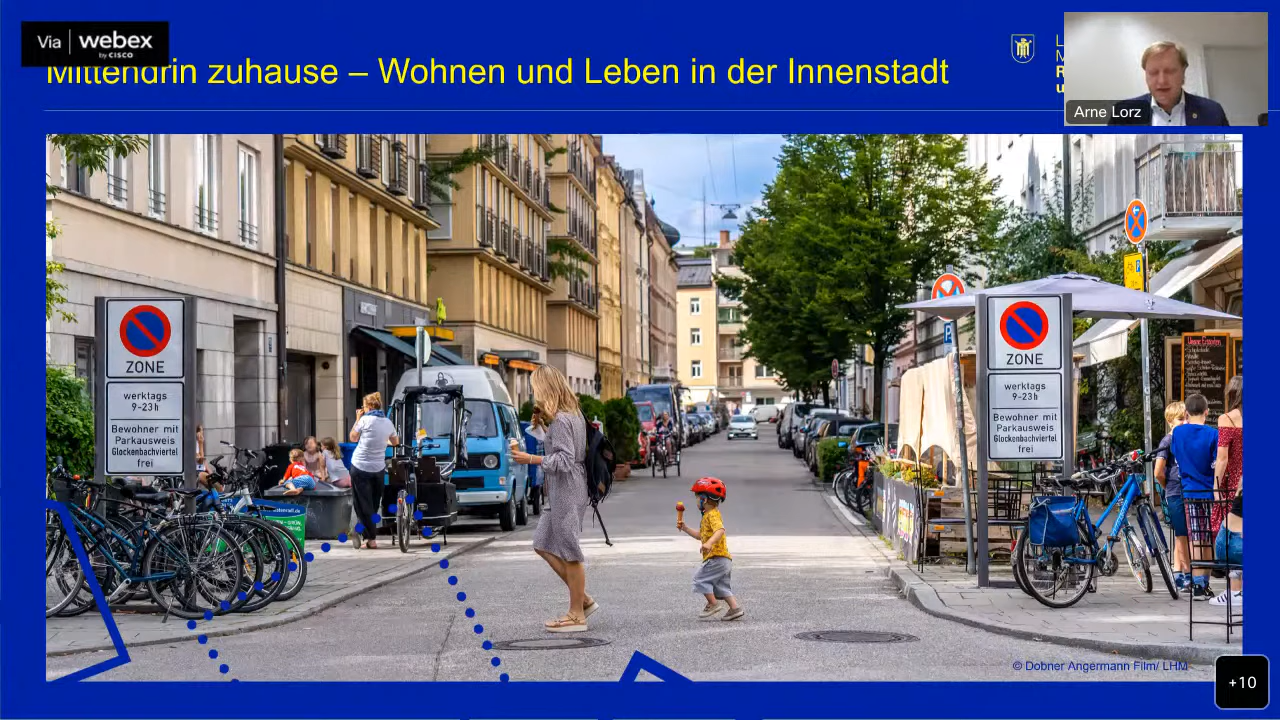 Via webex
by CISCO
Mittendrin zuhause – Wohnen und Leben in der Innenstadt
Arne Lorz
ZONE
werktags
9-23h
Bewohner mit
Parkausweis
Glockenbachviertel
frei
ZONE
werktags
9-23h
Bewohner mit
Parkausweis
Glockenbachviertel
frei
P
© Dobner Angermann Film/ LHM
+10